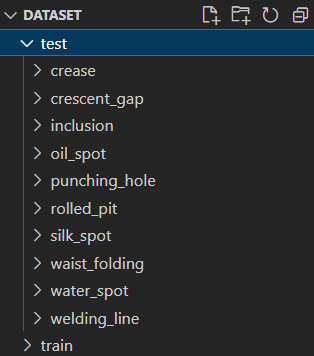 DATASET
test
crease
crescent_gap
inclusion
oil_spot
punching_hole
rolled_pit
silk_spot
waist_folding
water_spot
welding_line
train